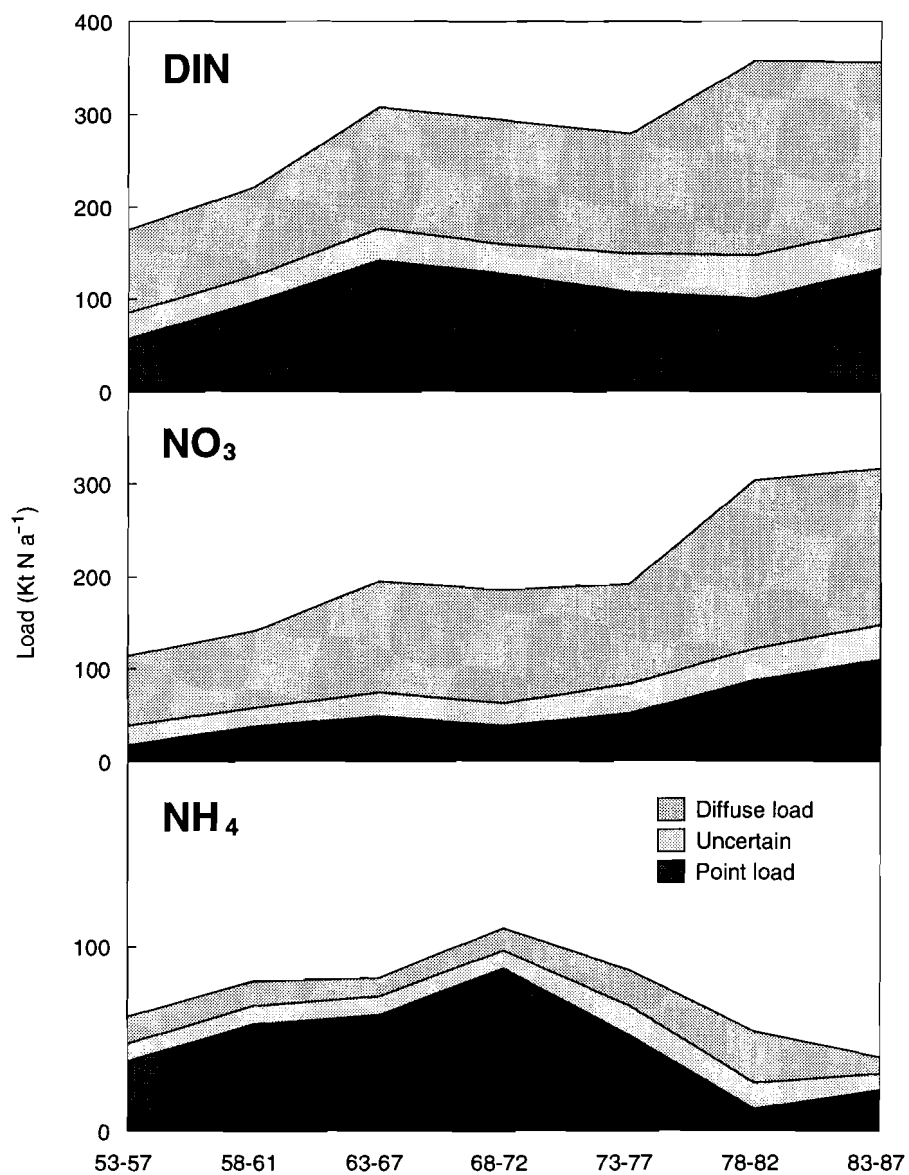 400
DIN
300
200
100
0
NO₃
300
200
100
0
Load (Kt N a⁻¹)
NH₄
Diffuse load
Uncertain
Point load
100
0
53-57 58-61 63-67 68-72 73-77 78-82 83-87